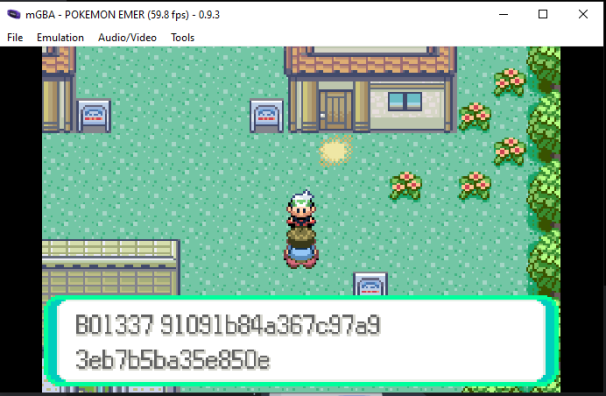 mGBA - POKEMON EMER (59.8 fps) - 0.9.3
File Emulation Audio/Video Tools
B01337 91091b84a367c97a9
3eb7b5ba35e850e